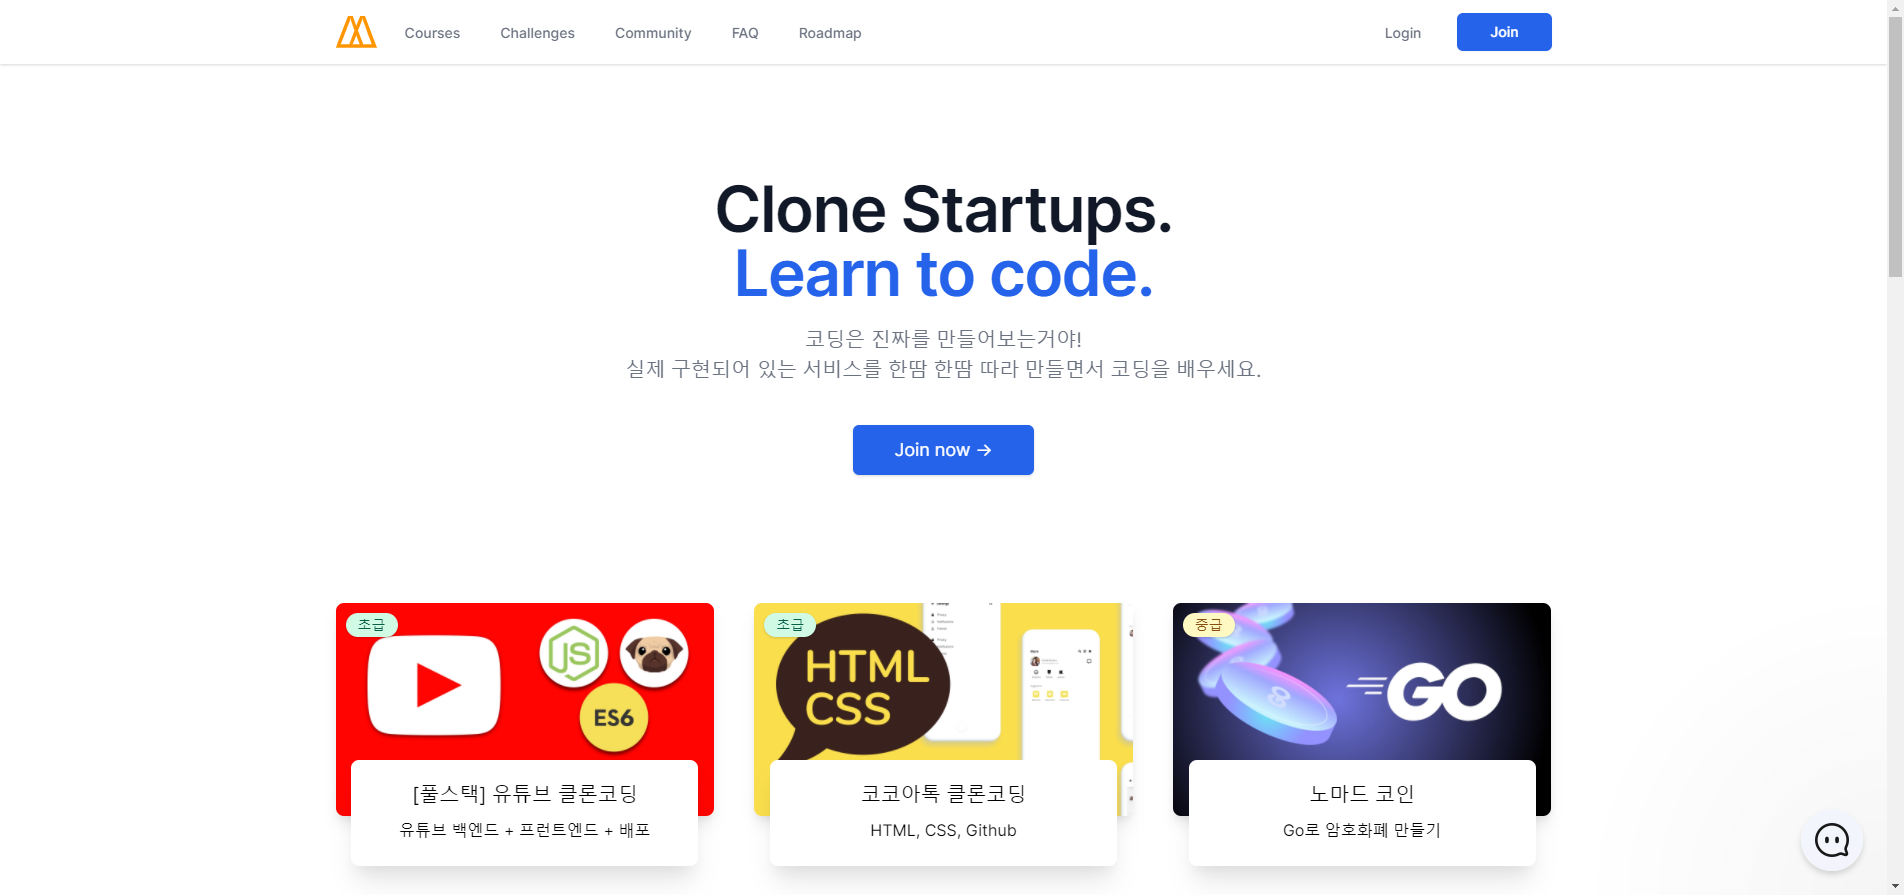 Courses
Challenges
Community
FAQ
Roadmap
Login
Join
Clone Startups.
Learn to code.
코딩은 진짜를 만들어보는거야!
실제 구현되어 있는 서비스를 한땀 한땀 따라 만들면서 코딩을 배우세요.
Join now →
초급
JS
ES6
[풀스택] 유튜브 클론코딩
유튜브 백엔드 + 프런트엔드 + 배포
초급
HTML
CSS
코코아톡 클론코딩
HTML, CSS, Github
중급
GO
노마드 코인
Go로 암호화폐 만들기